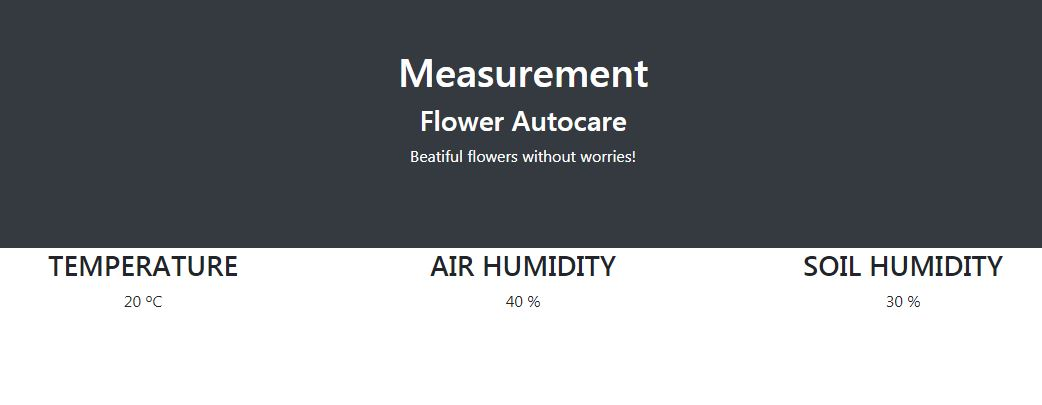 Measurement
Flower Autocare
Beatiful flowers without worries!
TEMPERATURE AIR HUMIDITY SOIL HUMIDITY
20 ºC 40 % 30 %